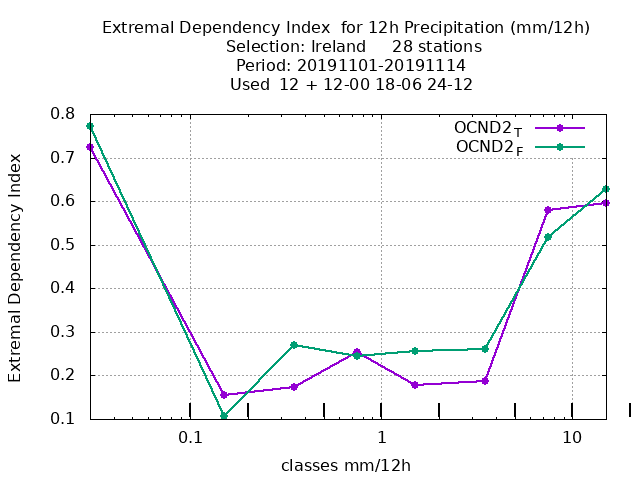 Extremal Dependency Index  for 12h Precipitation (mm/12h)
Selection: Ireland     28 stations
Period: 20191101-20191114
Used  12 + 12-00 18-06 24-12
OCND2T
OCND2F
Extremal Dependency Index
0.8
0.7
0.6
0.5
0.4
0.3
0.2
0.1
0.1 1 10
classes mm/12h